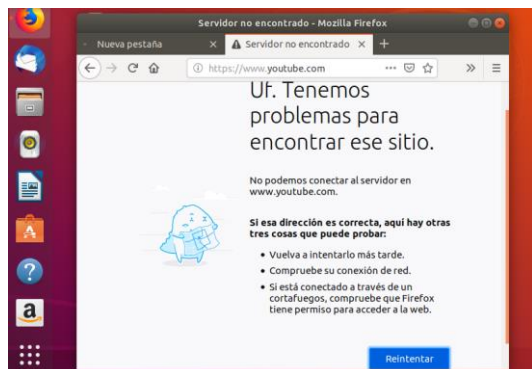 Servidor no encontrado - Mozilla Firefox
Nueva pestaña
Servidor no encontrado
https://www.youtube.com
Uf. Tenemos
problemas para
encontrar ese sitio.
No podemos conectar al servidor en
www.youtube.com.
Si esa dirección es correcta, aquí hay otras
tres cosas que puede probar:
• Vuelva a intentarlo más tarde.
• Compruebe su conexión de red.
• Si está conectado a través de un
cortafuegos, compruebe que Firefox
tiene permiso para acceder a la web.
Reintentar